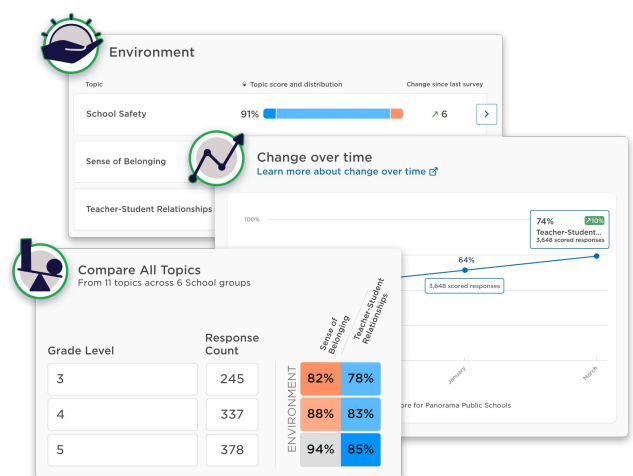 Environment
Topic
Topic score and distribution
Change since last survey
School Safety
91%
6
Sense of Belonging
Teacher-Student Relationships
Change over time
Learn more about change over time
100%
74%
10%
Teacher-Student...
3,648 scored responses
64%
3,648 scored responses
January
March
for Panorama Public Schools
Compare All Topics
From 11 topics across 6 School groups
Grade Level
Response
Count
Sense of
Belonging
Teacher-Student
Relationships
ENVIRONMENT
3
245
82%
78%
4
337
88%
83%
5
378
94%
85%